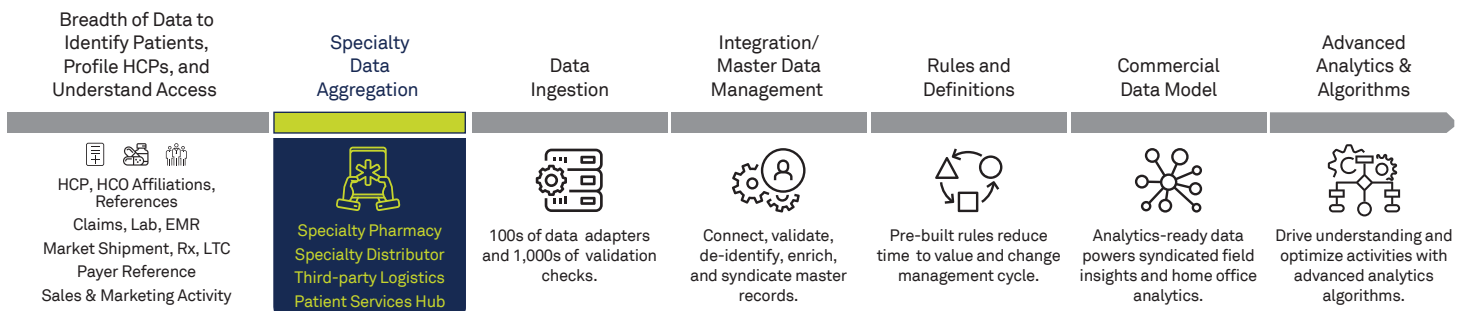 Breadth of Data to
Identify Patients,
Profile HCPs, and
Understand Access
Specialty
Data
Aggregation
Data
Ingestion
Integration/
Master Data
Management
Rules and
Definitions
Commercial
Data Model
Advanced
Analytics &
Algorithms
HCP, HCO Affiliations,
References
Claims, Lab, EMR
Market Shipment, Rx, LTC
Payer Reference
Sales & Marketing Activity
Specialty Pharmacy
Specialty Distributor
Third-party Logistics
Patient Services Hub
100s of data adapters
and 1,000s of validation
checks.
Connect, validate,
de-identify, enrich,
and syndicate master
records.
Pre-built rules reduce
time to value and change
management cycle.
Analytics-ready data
powers syndicated field
insights and home office
analytics.
Drive understanding and
optimize activities with
advanced analytics
algorithms.